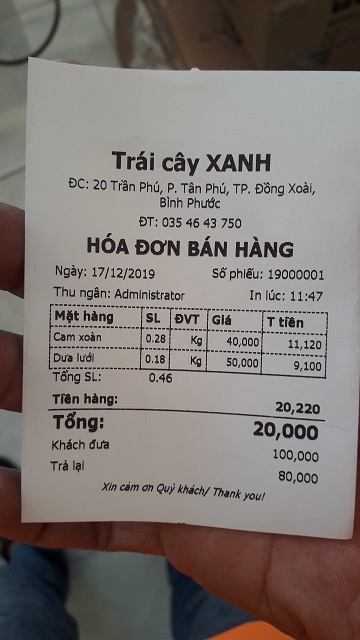 Trái cây XANH
ĐC: 20 Trần Phú, P. Tân Phú, TP. Đồng Xoài,
Bình Phước
ĐT: 035 46 43 750
HÓA ĐƠN BÁN HÀNG
Ngày: 17/12/2019 Số phiếu: 19000001
Thu ngân: Administrator In lúc: 11:47
Mặt hàng SL ĐVT Giá T tiền
Cam xoàn 0.28 Kg 40,000 11,120
Dưa lưới 0.18 Kg 50,000 9,100
Tổng SL: 0.46
Tiền hàng: 20,220
Tổng: 20,000
Khách đưa 100,000
Trả lại 80,000
Xin cảm ơn Quý khách/ Thank you!